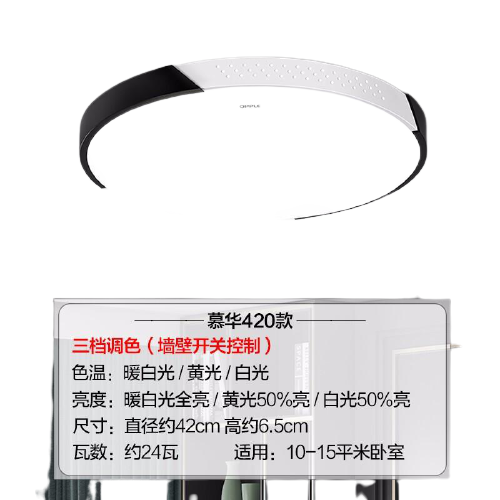 OPPLE
慕华420款
三档调色（墙壁开关控制）
色温：暖白光/黄光/白光
亮度：暖白光全亮/黄光50%亮/白光50%亮
尺寸：直径约42cm 高约6.5cm
瓦数：约24瓦 适用：10-15平米卧室